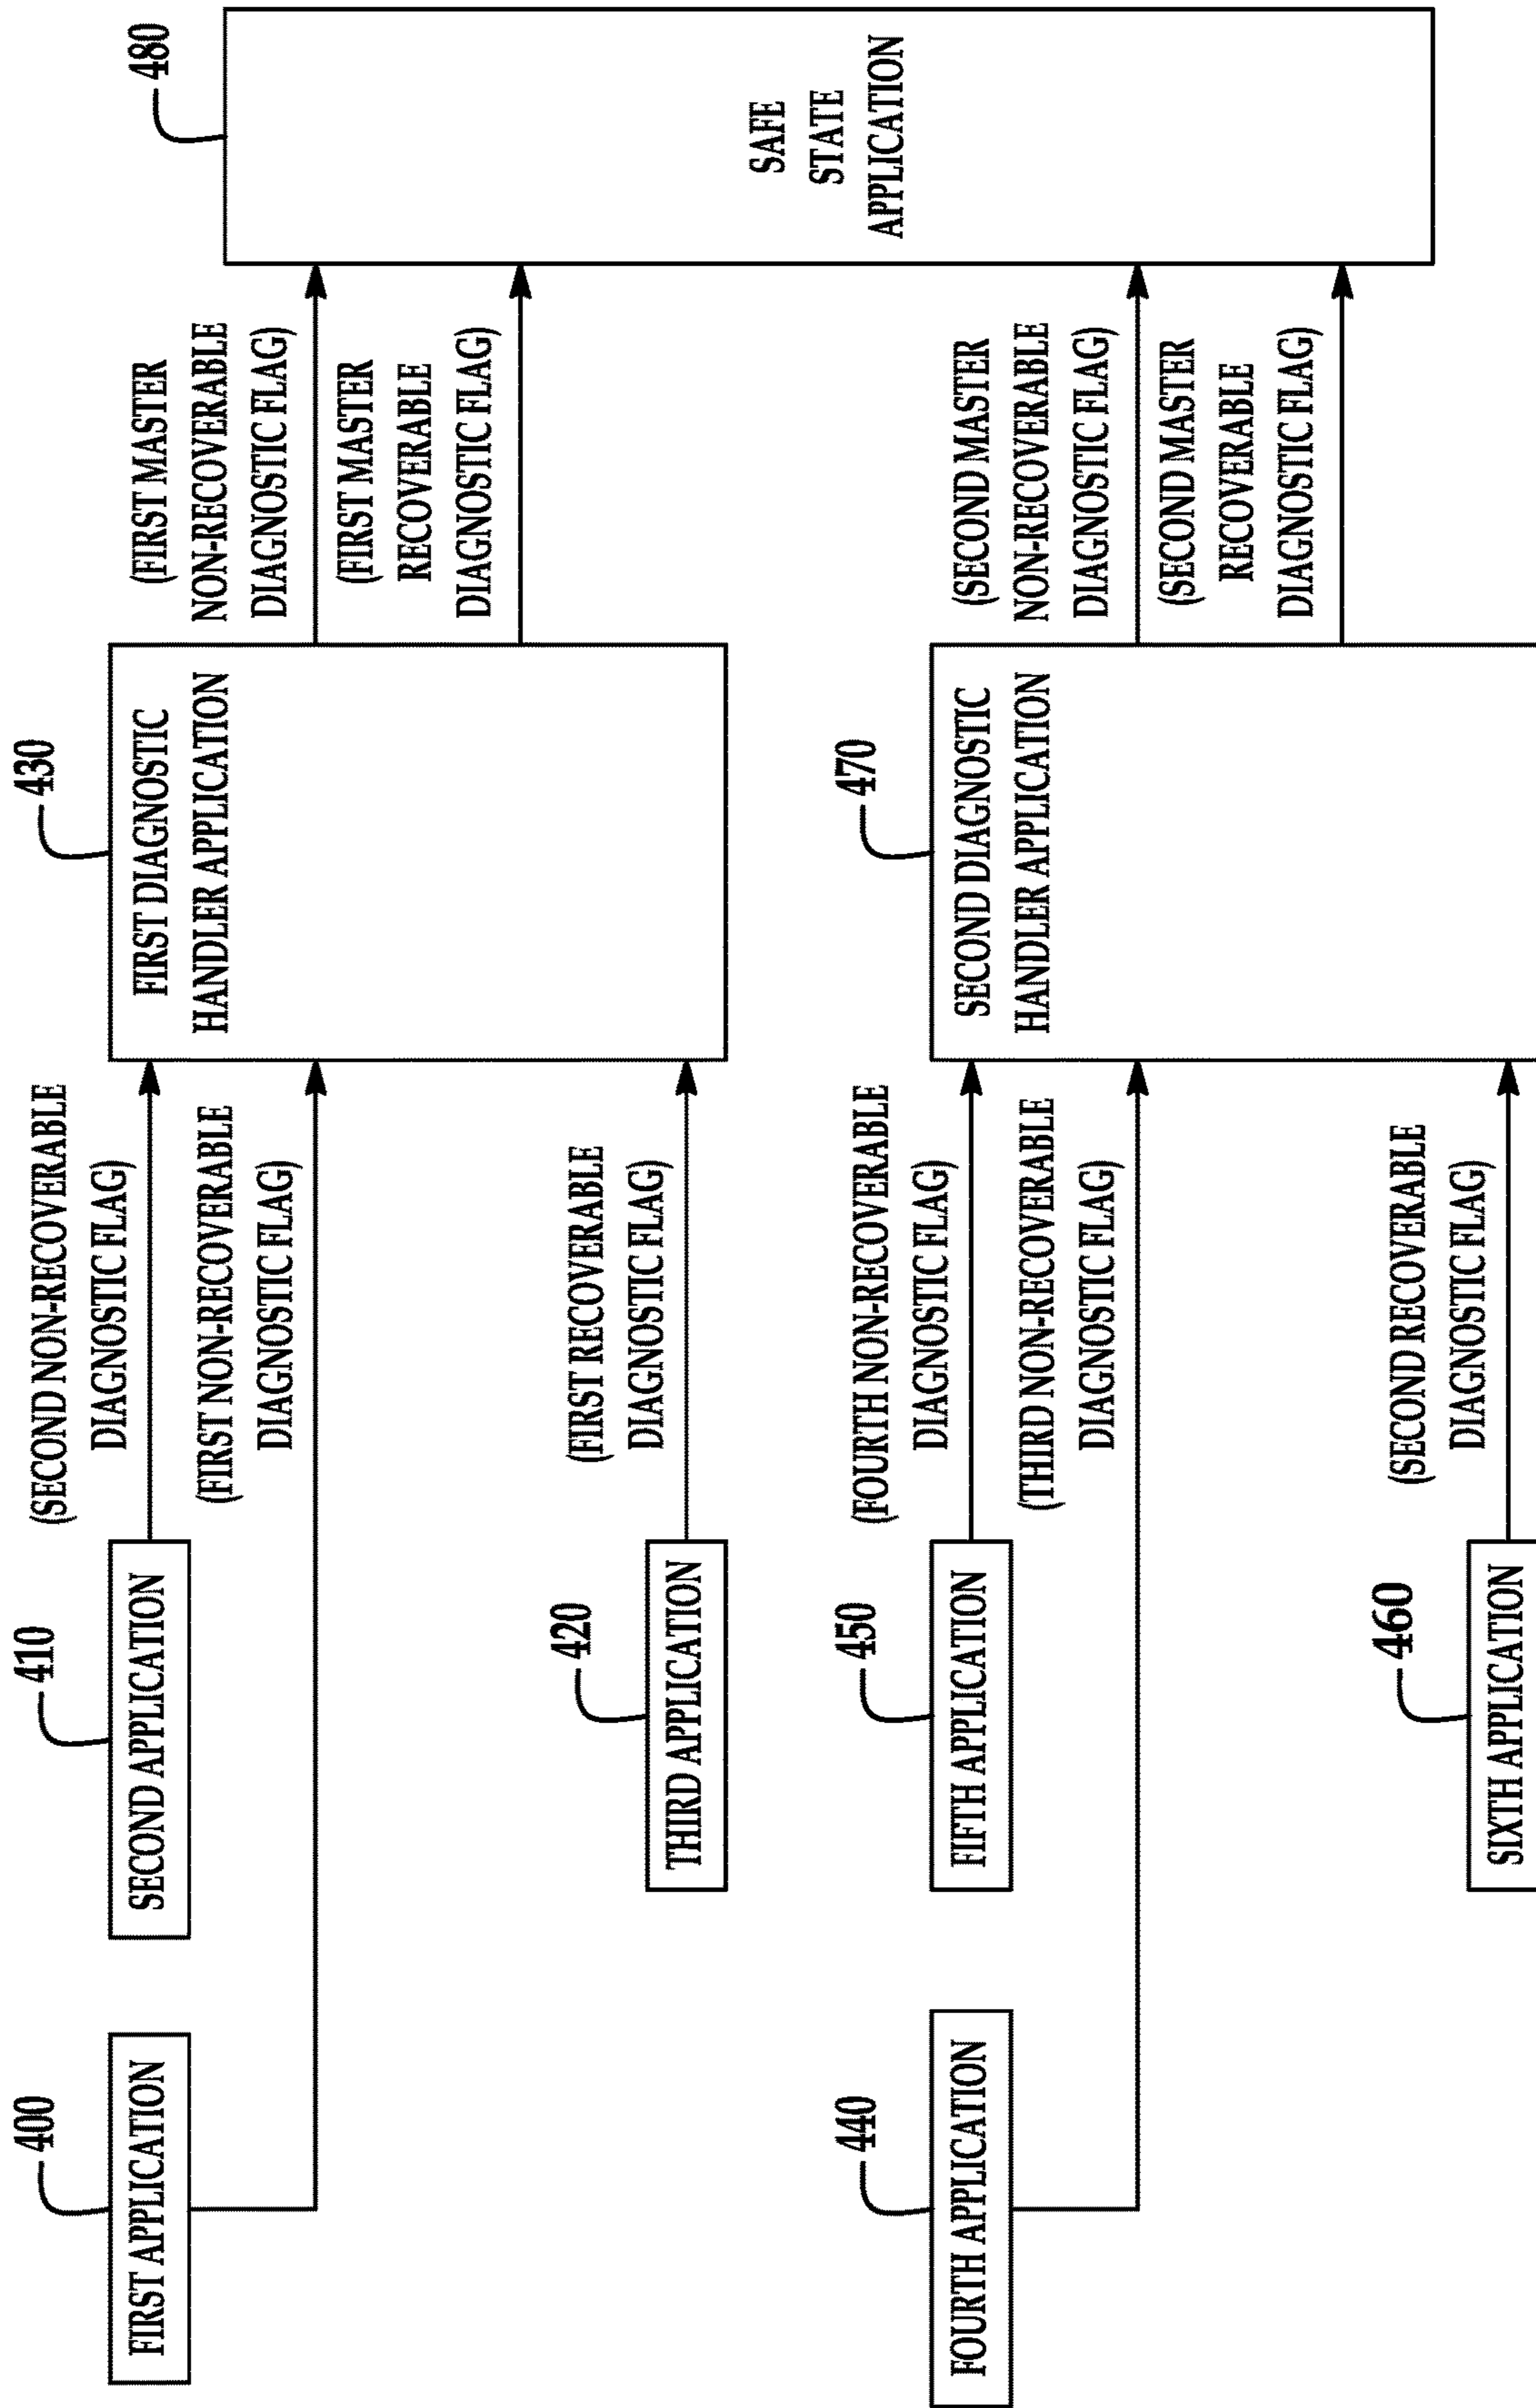 400
FIRST APPLICATION
410
SECOND APPLICATION
(SECOND NON-RECOVERABLE
DIAGNOSTIC FLAG)
(FIRST NON-RECOVERABLE
DIAGNOSTIC FLAG)
420
THIRD APPLICATION
(FIRST RECOVERABLE
DIAGNOSTIC FLAG)
430
FIRST DIAGNOSTIC
HANDLER APPLICATION
(FIRST MASTER
NON-RECOVERABLE
DIAGNOSTIC FLAG)
(FIRST MASTER
RECOVERABLE
DIAGNOSTIC FLAG)
440
FOURTH APPLICATION
450
FIFTH APPLICATION
(FOURTH NON-RECOVERABLE
DIAGNOSTIC FLAG)
(THIRD NON-RECOVERABLE
DIAGNOSTIC FLAG)
460
SIXTH APPLICATION
(SECOND RECOVERABLE
DIAGNOSTIC FLAG)
470
SECOND DIAGNOSTIC
HANDLER APPLICATION
(SECOND MASTER
NON-RECOVERABLE
DIAGNOSTIC FLAG)
(SECOND MASTER
RECOVERABLE
DIAGNOSTIC FLAG)
480
SAFE
STATE
APPLICATION